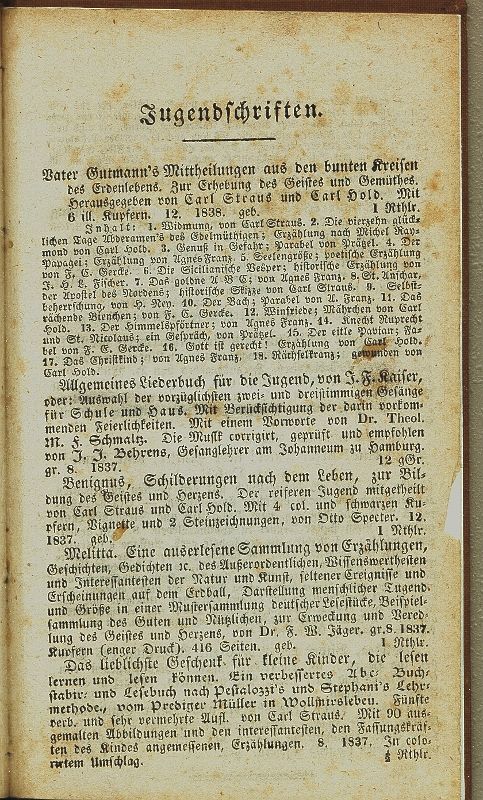 Jugendschriften.
Vater Gutmann's Mittheilungen aus den bunten Kreisen
des Erdenlebens. Zur Erhebung des Geistes und Gemüthes.
Herausgegeben von Carl Straus und Carl Hold. Mit
6 ill. Kupfern. 12. 1838. geb. 1 Rthlr.
Inhalt: 1. Widmung, von Carl Straus. 2. Die vierzehn glück-
lichen Tage Abderamm's des Edelmüthigen; Erzählung nach Michel Ray-
mond von Carl Hold. 3. Genuß in Gefahr; Parabel von Prätzel. 4. Der
Papagei; Erzählung von Agnes Franz. 5. Seelengröße; poetische Erzählung
von F. C. Gercke. 6. Die Sicilianische Vesper; historische Erzählung von
J. H. L. Fischer. 7. Das goldne A B C; von Agnes Franz. 8. St. Anschar,
der Apostel des Nordens; historische Skizze von Carl Straus. 9. Selbst-
beherrschung, von H. Rey. 10. Der Bach; Parabel von A. Franz. 11. Das
rächende Bienchen; von F. C. Gercke. 12. Winfriede; Mährchen von Carl
Hold. 13. Der Himmelspförtner; von Agnes Franz. 14. Knecht Ruprecht
und St. Nicolaus; ein Gespräch, von Prätzel. 15. Der eitle Pavian; Fa-
bel von F. C. Gercke. 16. Gott ist gerecht! Erzählung von Carl Hold.
17. Das Christkind; von Agnes Franz. 18. Räthselkranz; gewunden von
Carl Hold.
Allgemeines Liederbuch für die Jugend, von J. F. Kaiser,
oder: Auswahl der vorzüglichsten zwei- und dreistimmigen Gesänge
für Schule und Haus. Mit Berücksichtigung der darin vorkom-
menden Feierlichkeiten. Mit einem Vorworte von Dr. Theol.
M. F. Schmaltz. Die Musik corrigirt, geprüft und empfohlen
von J. J. Behrens, Gesanglehrer am Johanneum zu Hamburg.
gr. 8. 1837. 12 gGr.
Benignus, Schilderungen nach dem Leben, zur Bil-
dung des Geistes und Herzens. Der reiferen Jugend mitgetheilt
von Carl Straus und Carl Hold. Mit 4 col. und schwarzen Ku-
pfern, Vignette und 2 Steinzeichnungen, von Otto Specter. 12.
1837. geb. 1 Rthlr.
Melitta. Eine auserlesene Sammlung von Erzählungen,
Geschichten, Gedichten ꝛc. des Außerordentlichen, Wissenswerthesten
und Interessantesten der Natur und Kunst, seltener Ereignisse und
Erscheinungen auf dem Erdball, Darstellung menschlicher Tugend
und Größe in einer Mustersammlung deutscher Lesestücke, Beispiel-
sammlung des Guten und Nützlichen, zur Erweckung und Vered-
lung des Geistes und Herzens, von Dr. F. W. Jäger. gr. 8. 1837.
Kupfern (enger Druck). 416 Seiten. geb. 1 Rthlr.
Das lieblichste Geschenk für kleine Kinder, die lesen
lernen und lesen können. Ein verbessertes Abc- Buch-
stabir- und Lesebuch nach Pestalozzi's und Stephani's Lehr-
methode., vom Prediger Müller in Wollmirsleben. Fünfte
verb. und sehr vermehrte Aufl. von Carl Straus. Mit 90 aus-
gemalten Abbildungen und den interessantesten, den Fassungskräf-
ten des Kindes angemessenen, Erzählungen. 8. 1837. In colo-
rirtem Umschlag. ½ Rthlr.